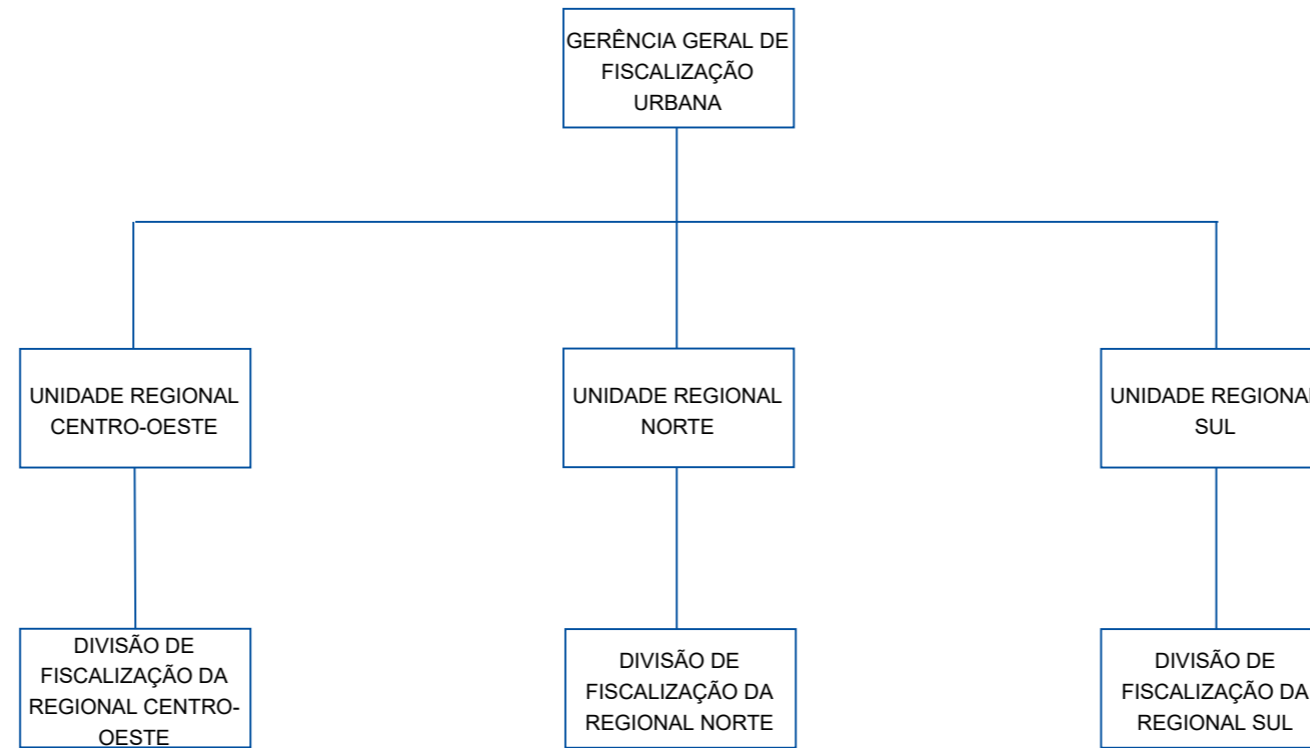 GERÊNCIA GERAL DE
FISCALIZAÇÃO
URBANA
UNIDADE REGIONAL
CENTRO-OESTE
UNIDADE REGIONAL
NORTE
UNIDADE REGIONAL
SUL
DIVISÃO DE
FISCALIZAÇÃO DA
REGIONAL CENTRO-
OESTE
DIVISÃO DE
FISCALIZAÇÃO DA
REGIONAL NORTE
DIVISÃO DE
FISCALIZAÇÃO DA
REGIONAL SUL